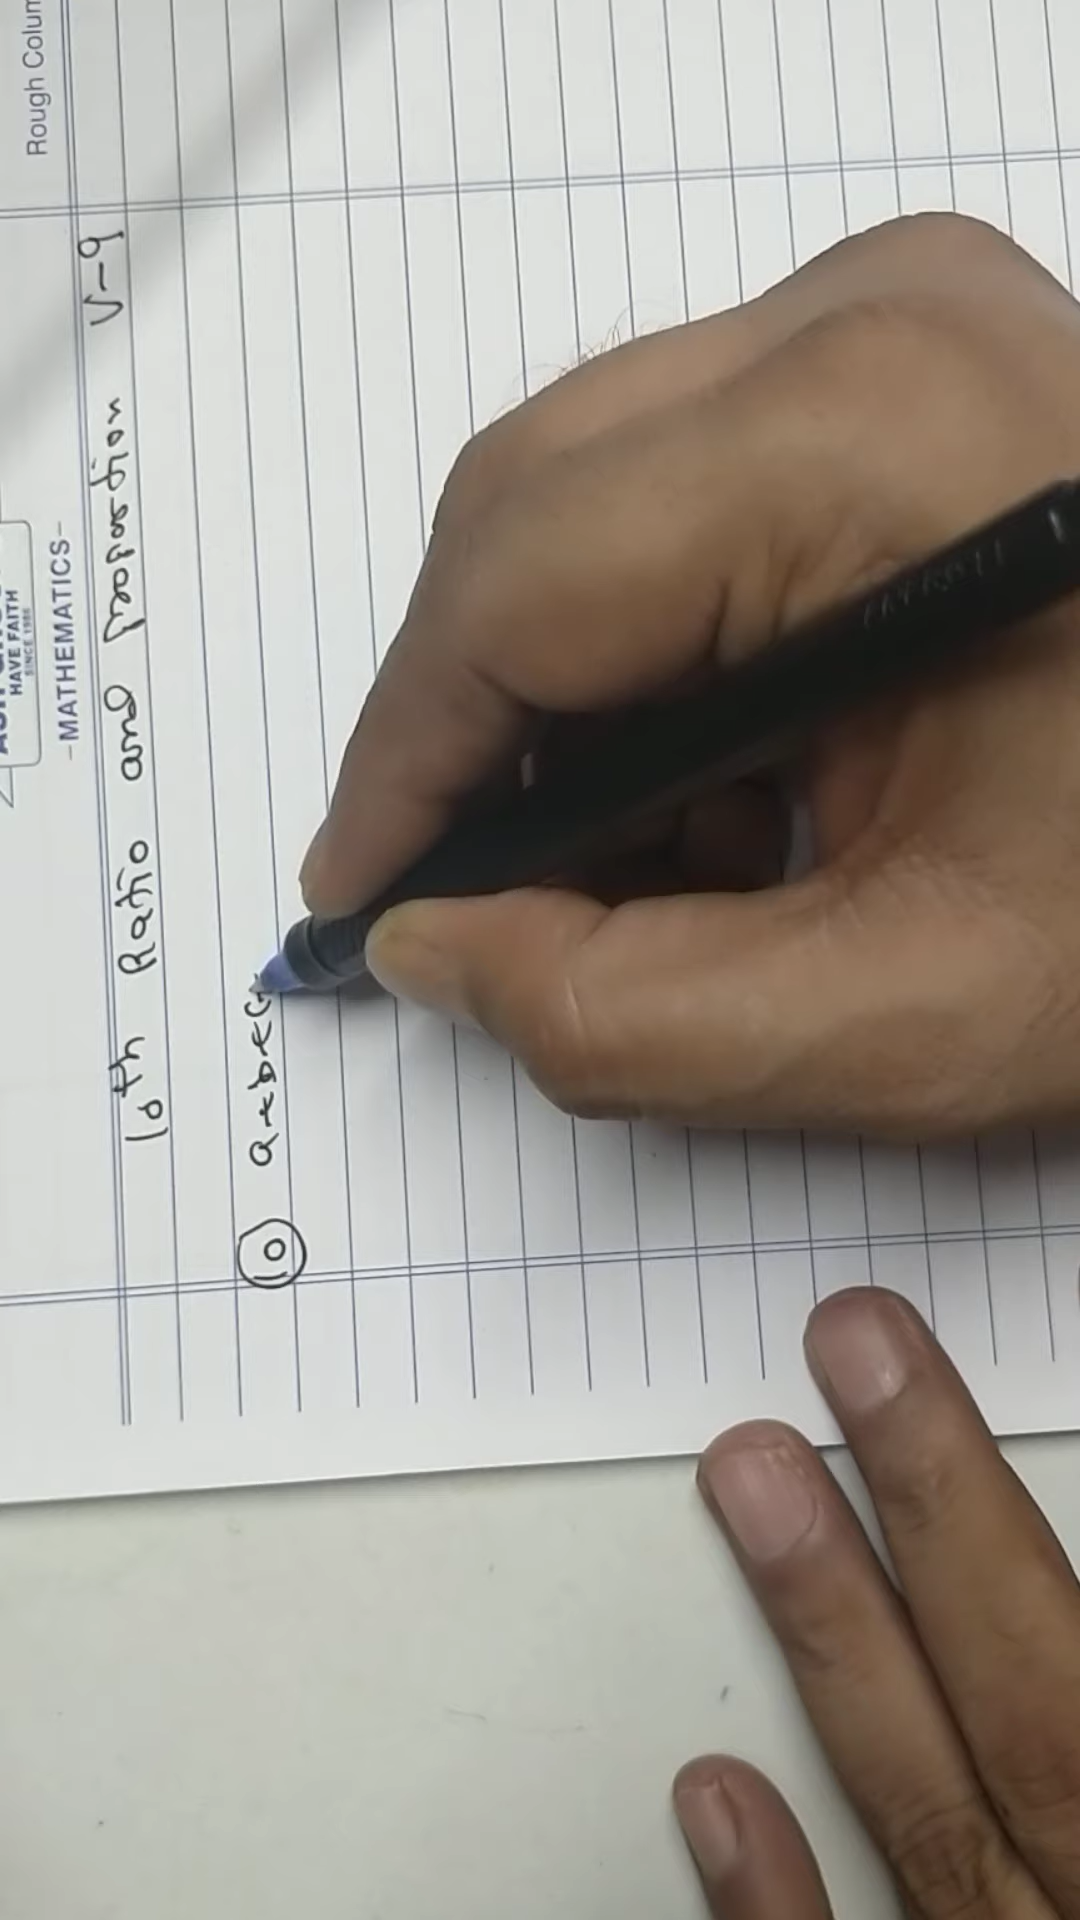 Rough Colum
HAVE FAITH
SINCE 1986
-MATHEMATICS-
10th Ratio and proportion V-9
(10) a+b+c